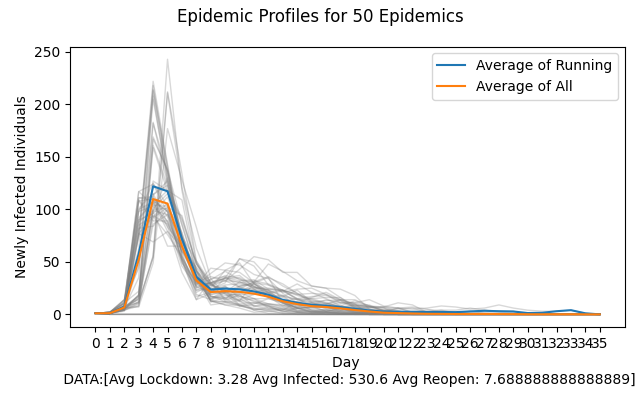 Epidemic Profiles for 50 Epidemics
250
200
150
100
50
0
Newly Infected Individuals
Average of Running
Average of All
0 1 2 3 4 5 6 7 8 9 10 11 12 13 14 15 16 17 18 19 20 21 22 23 24 25 26 27 28 29 30 31 32 33 34 35
Day
DATA:[Avg Lockdown: 3.28 Avg Infected: 530.6 Avg Reopen: 7.688888888888889]